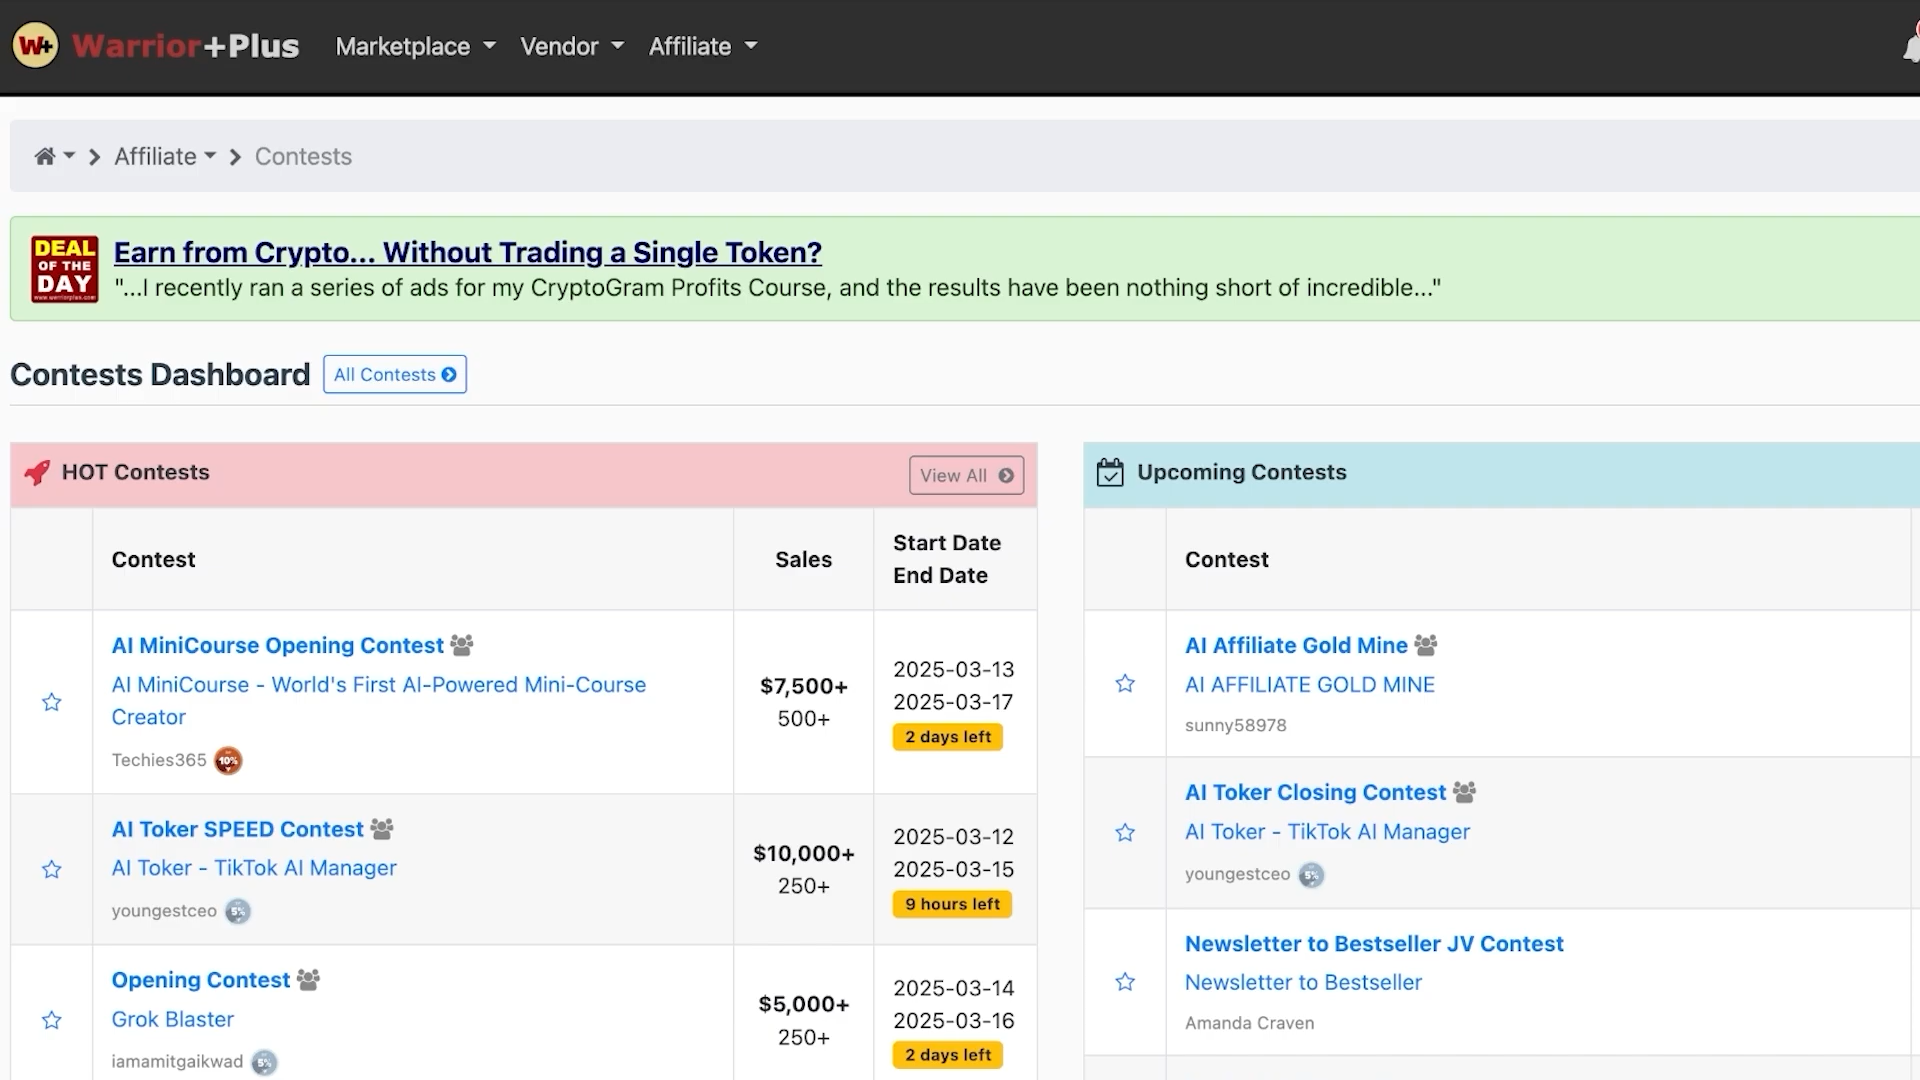 W+ Warrior+Plus Marketplace Vendor Affiliate
Affiliate Contests
DEAL
OF THE
DAY
www.warriorplus.com
Earn from Crypto... Without Trading a Single Token?
"...I recently ran a series of ads for my CryptoGram Profits Course, and the results have been nothing short of incredible..."
Contests Dashboard All Contests
HOT Contests View All
Contest Sales Start Date
End Date
AI MiniCourse Opening Contest
AI MiniCourse - World's First AI-Powered Mini-Course
Creator
Techies365 10%
$7,500+
500+
2025-03-13
2025-03-17
2 days left
AI Toker SPEED Contest
AI Toker - TikTok AI Manager
youngestceo 5%
$10,000+
250+
2025-03-12
2025-03-15
9 hours left
Opening Contest
Grok Blaster
iamamitgaikwad 5%
$5,000+
250+
2025-03-14
2025-03-16
2 days left
Upcoming Contests
Contest
AI Affiliate Gold Mine
AI AFFILIATE GOLD MINE
sunny58978
AI Toker Closing Contest
AI Toker - TikTok AI Manager
youngestceo 5%
Newsletter to Bestseller JV Contest
Newsletter to Bestseller
Amanda Craven